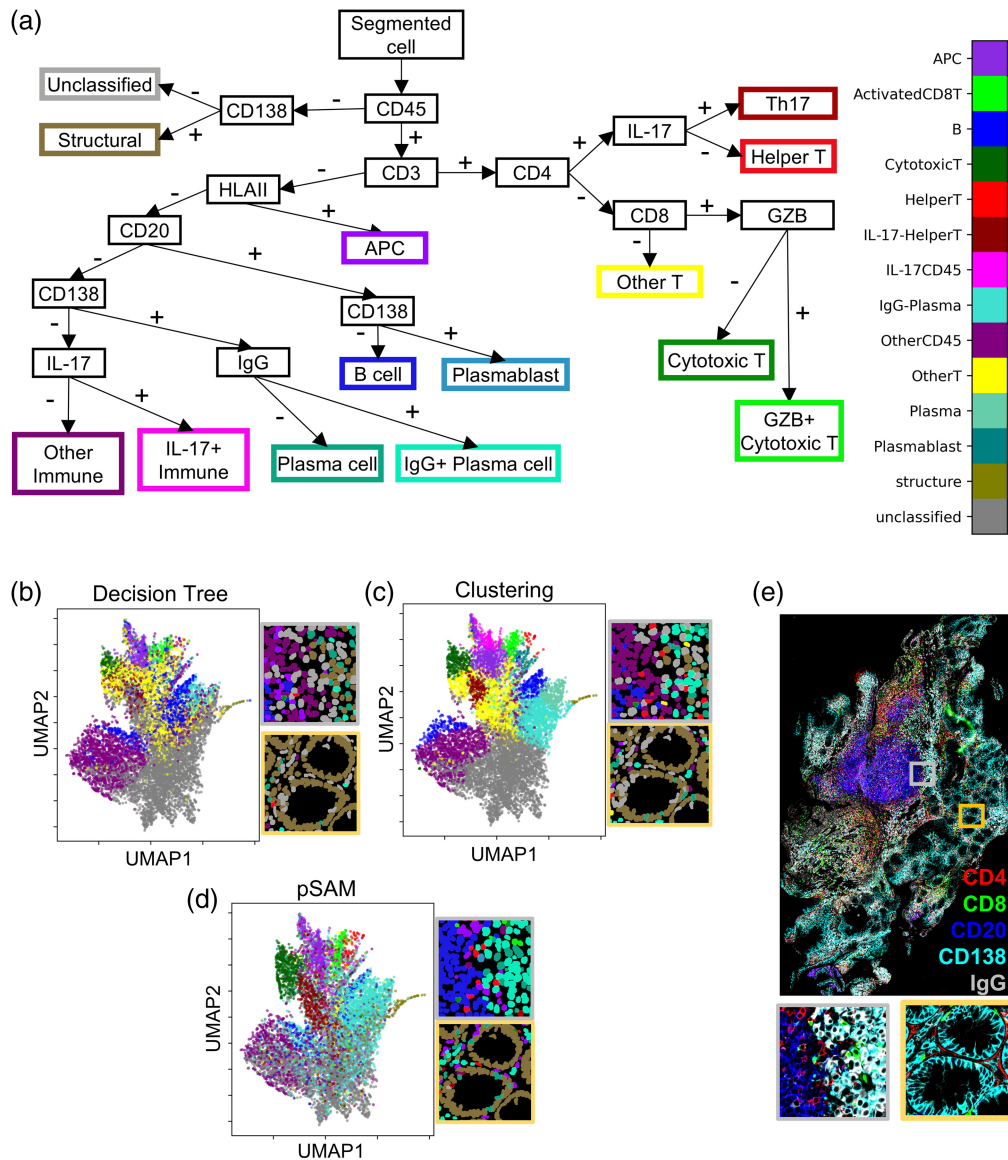 (a)
Segmented
cell
Unclassified
-
CD138
-
CD45
Structural
+
+
CD3
+
CD4
+
IL-17
+
Th17
-
Helper T
-
CD8
+
GZB
-
HLAII
-
+
CD20
APC
-
Other T
-
+
CD138
-
+
CD138
-
+
-
+
IL-17
IgG
B cell
Plasmablast
Cytotoxic T
-
+
-
+
Other
Immune
IL-17+
Immune
Plasma cell
IgG+ Plasma cell
GZB+
Cytotoxic T
APC
ActivatedCD8T
B
CytotoxicT
HelperT
IL-17-HelperT
IL-17CD45
IgG-Plasma
OtherCD45
OtherT
Plasma
Plasmablast
structure
unclassified
(b)
Decision Tree
UMAP2
UMAP1
(c)
Clustering
UMAP2
UMAP1
(d)
pSAM
UMAP2
UMAP1
(e)
CD4
CD8
CD20
CD138
IgG